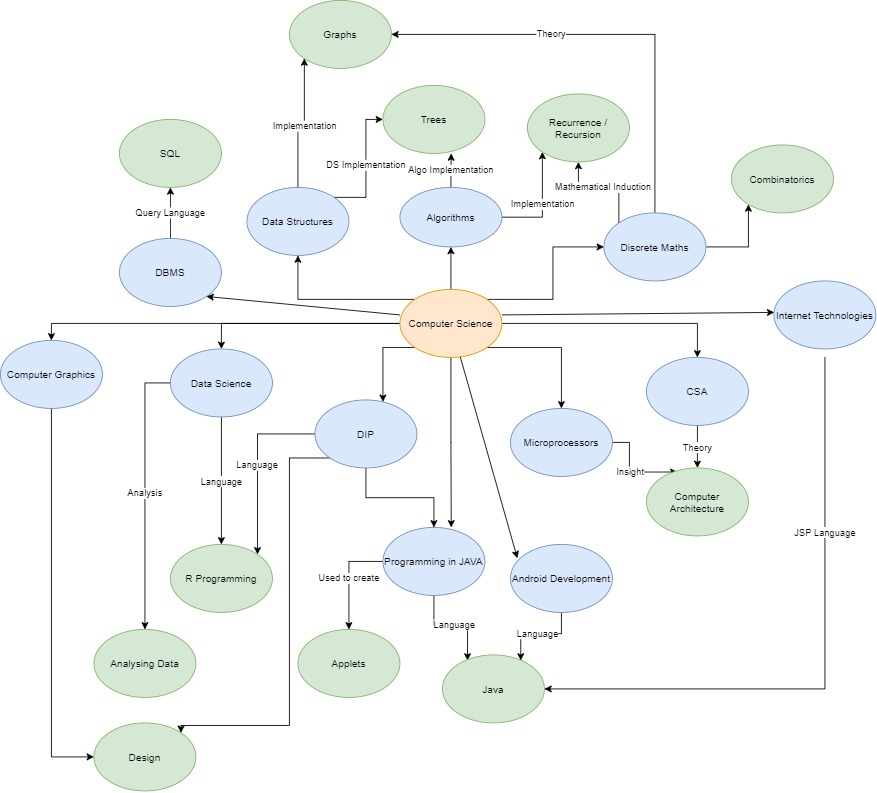 Graphs
Theory
Trees
Recurrence /
Recursion
Implementation
SQL
DS Implementation
Algo Implementation
Combinatorics
Mathematical Induction
Implementation
Query Language
Data Structures
Algorithms
Discrete Maths
DBMS
Internet Technologies
Computer Science
Computer Graphics
Data Science
CSA
DIP
Microprocessors
Theory
Language
Insight
Language
Analysis
Computer
Architecture
JSP Language
Programming in JAVA
Used to create
R Programming
Android Development
Language
Language
Analysing Data
Applets
Java
Design